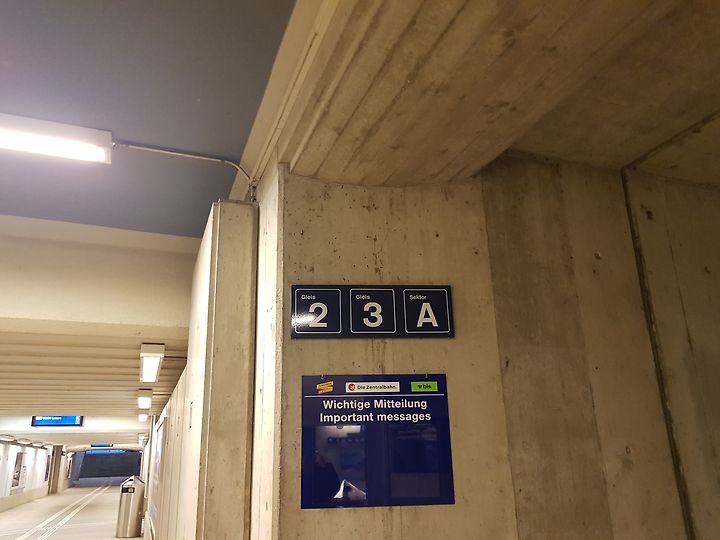 Gleis
2
Gleis
3
Sektor
A
Die Zentralbahn.
bls
Wichtige Mitteilung
Important messages